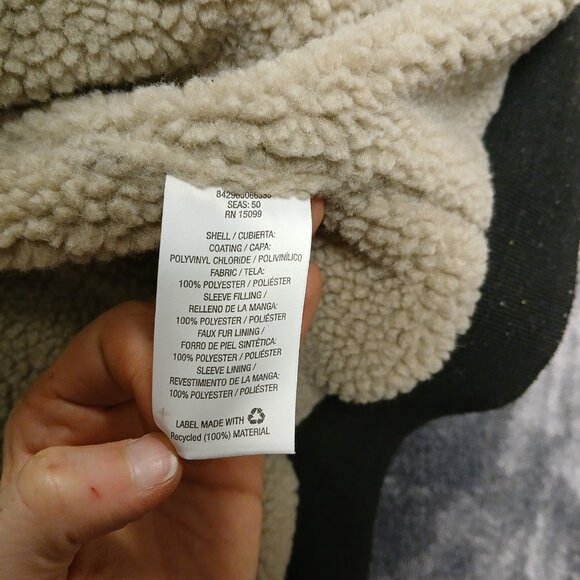 SEAS: 50
RN 15099
SHELL / CUBIERTA:
COATING / CAPA:
POLYVINYL CHLORIDE / POLIVINÍLICO
FABRIC / TELA:
100% POLYESTER / POLIÉSTER
SLEEVE FILLING /
RELLENO DE LA MANGA:
100% POLYESTER / POLIÉSTER
FAUX FUR LINING /
FORRO DE PIEL SINTÉTICA:
100% POLYESTER / POLIÉSTER
SLEEVE LINING /
REVESTIMIENTO DE LA MANGA:
100% POLYESTER / POLIÉSTER
LABEL MADE WITH
Recycled (100%) MATERIAL